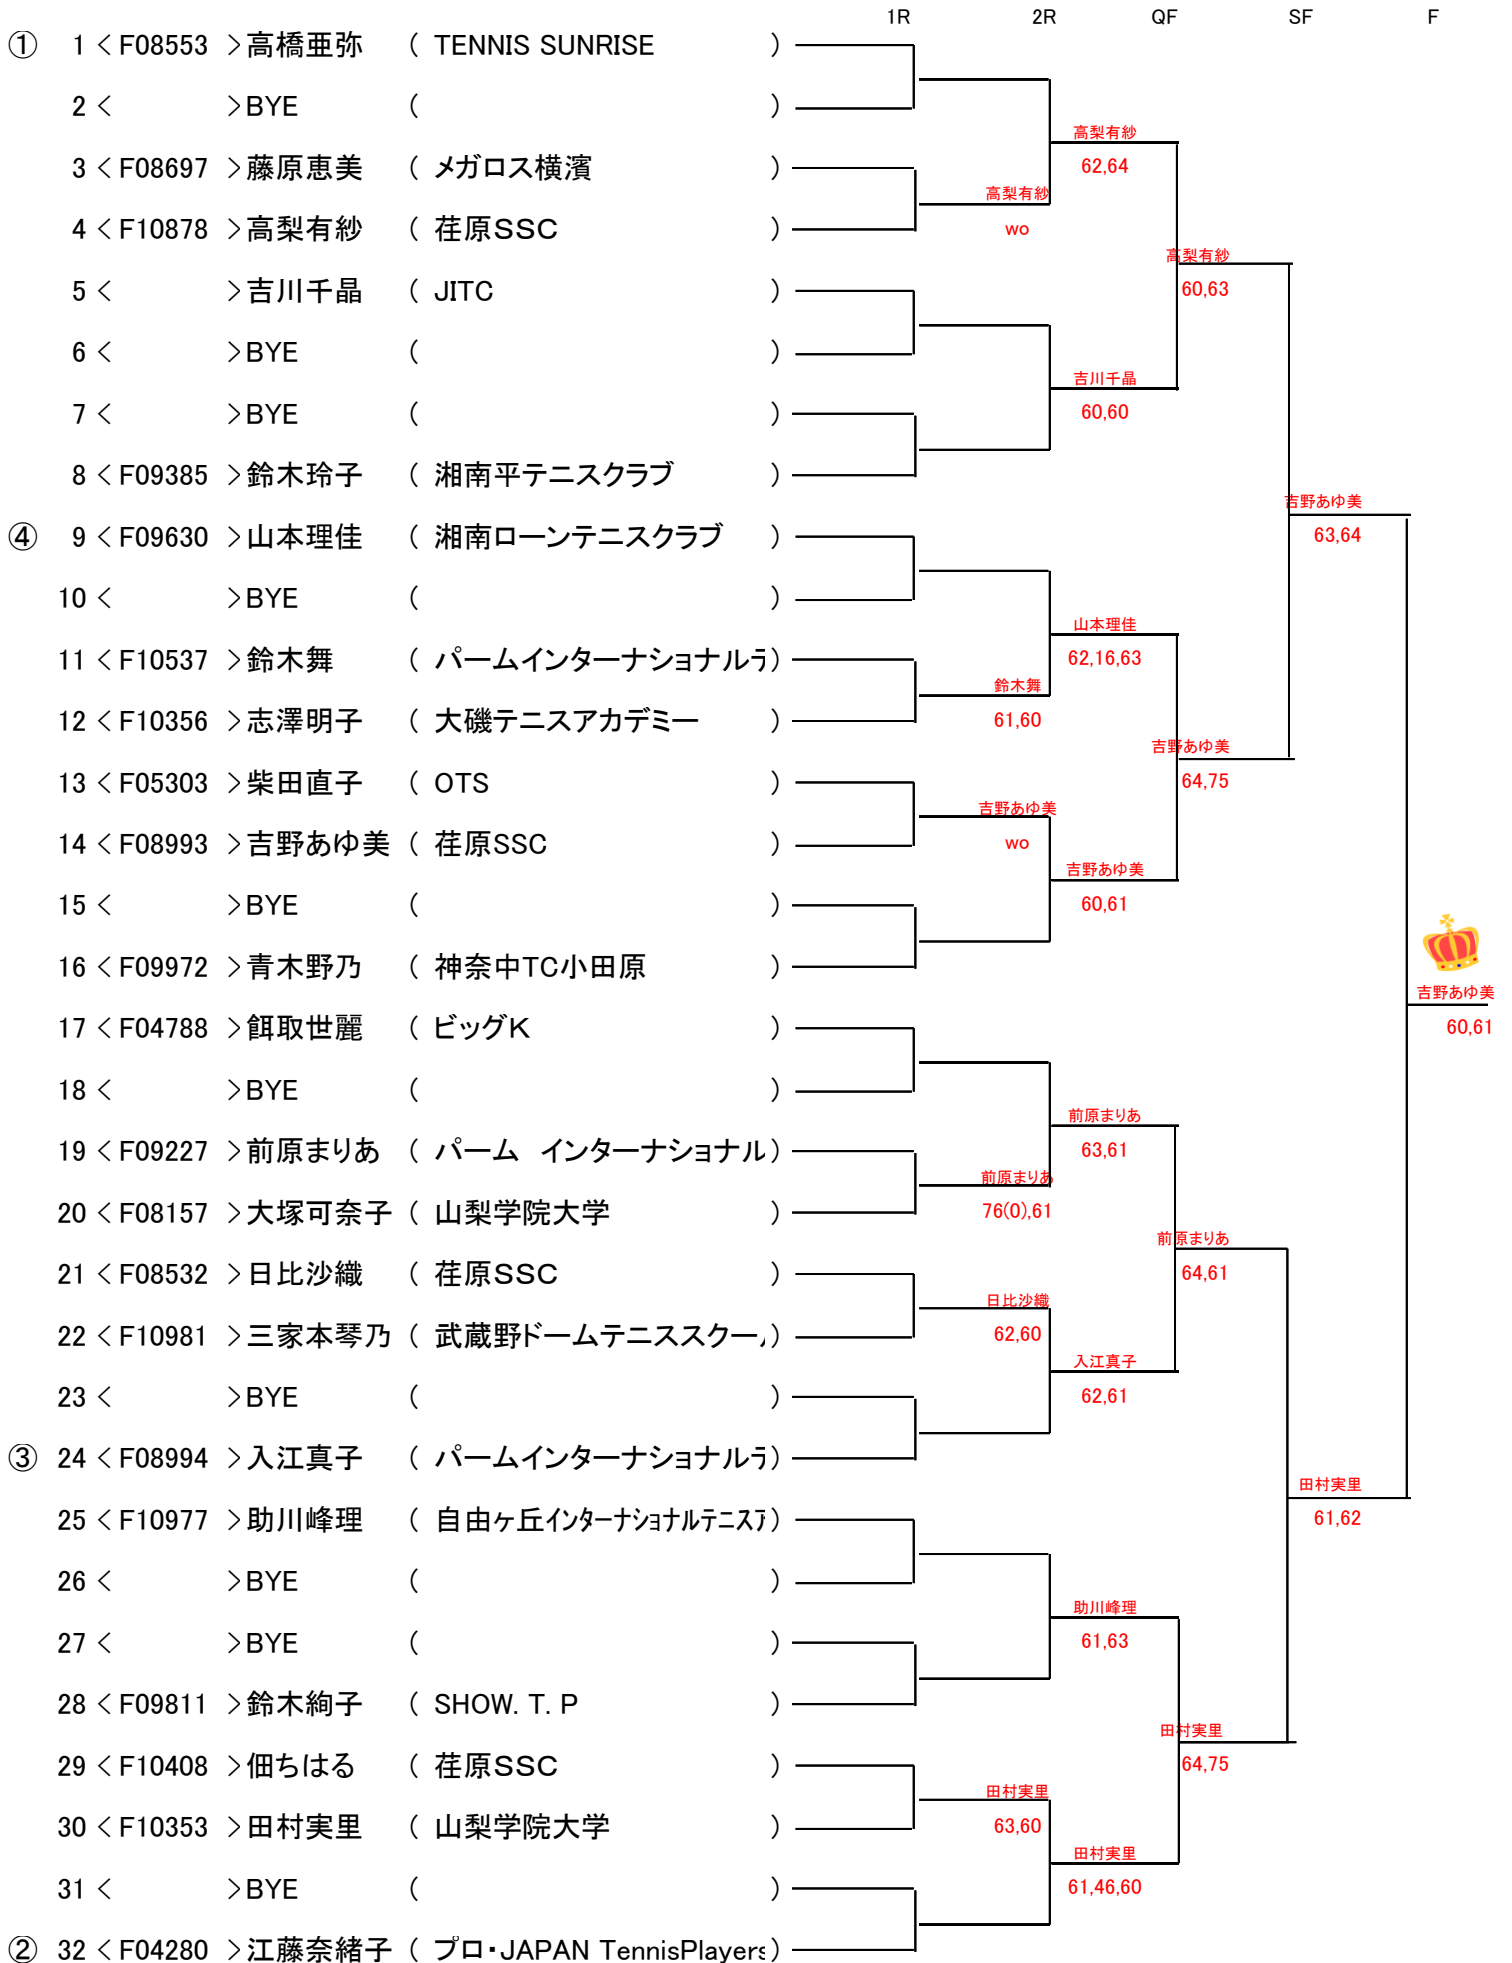 1R 2R QF SF F
① 1 < F08553 > 高橋亜弥 ( TENNIS SUNRISE )
2 < > BYE ( )
高梨有紗
3 < F08697 > 藤原恵美 ( メガロス横濱 ) 62,64
高梨有紗
4 < F10878 > 高梨有紗 ( 荏原SSC ) wo
高梨有紗
5 < > 吉川千晶 ( JITC ) 60,63
6 < > BYE ( )
吉川千晶
7 < > BYE ( ) 60,60
8 < F09385 > 鈴木玲子 ( 湘南平テニスクラブ )
吉野あゆ美
④ 9 < F09630 > 山本理佳 ( 湘南ローンテニスクラブ ) 63,64
10 < > BYE ( )
山本理佳
11 < F10537 > 鈴木舞 ( パームインターナショナルテ ) 62,16,63
鈴木舞
12 < F10356 > 志澤明子 ( 大磯テニスアカデミー ) 61,60
吉野あゆ美
13 < F05303 > 柴田直子 ( OTS ) 64,75
吉野あゆ美
14 < F08993 > 吉野あゆ美 ( 荏原SSC ) wo
吉野あゆ美
15 < > BYE ( ) 60,61
16 < F09972 > 青木野乃 ( 神奈中TC小田原 )
吉野あゆ美
17 < F04788 > 餌取世麗 ( ビッグK ) 60,61
18 < > BYE ( )
前原まりあ
19 < F09227 > 前原まりあ ( パーム インターナショナル ) 63,61
前原まりあ
20 < F08157 > 大塚可奈子 ( 山梨学院大学 ) 76(0),61
前原まりあ
21 < F08532 > 日比沙織 ( 荏原SSC ) 64,61
日比沙織
22 < F10981 > 三家本琴乃 ( 武蔵野ドームテニススクール ) 62,60
入江真子
23 < > BYE ( ) 62,61
③ 24 < F08994 > 入江真子 ( パームインターナショナルテ )
田村実里
25 < F10977 > 助川峰理 ( 自由ヶ丘インターナショナルテニスア ) 61,62
26 < > BYE ( )
助川峰理
27 < > BYE ( ) 61,63
28 < F09811 > 鈴木絢子 ( SHOW. T. P )
田村実里
29 < F10408 > 佃ちはる ( 荏原SSC ) 64,75
田村実里
30 < F10353 > 田村実里 ( 山梨学院大学 ) 63,60
田村実里
31 < > BYE ( ) 61,46,60
② 32 < F04280 > 江藤奈緒子 ( プロ・JAPAN TennisPlayers )